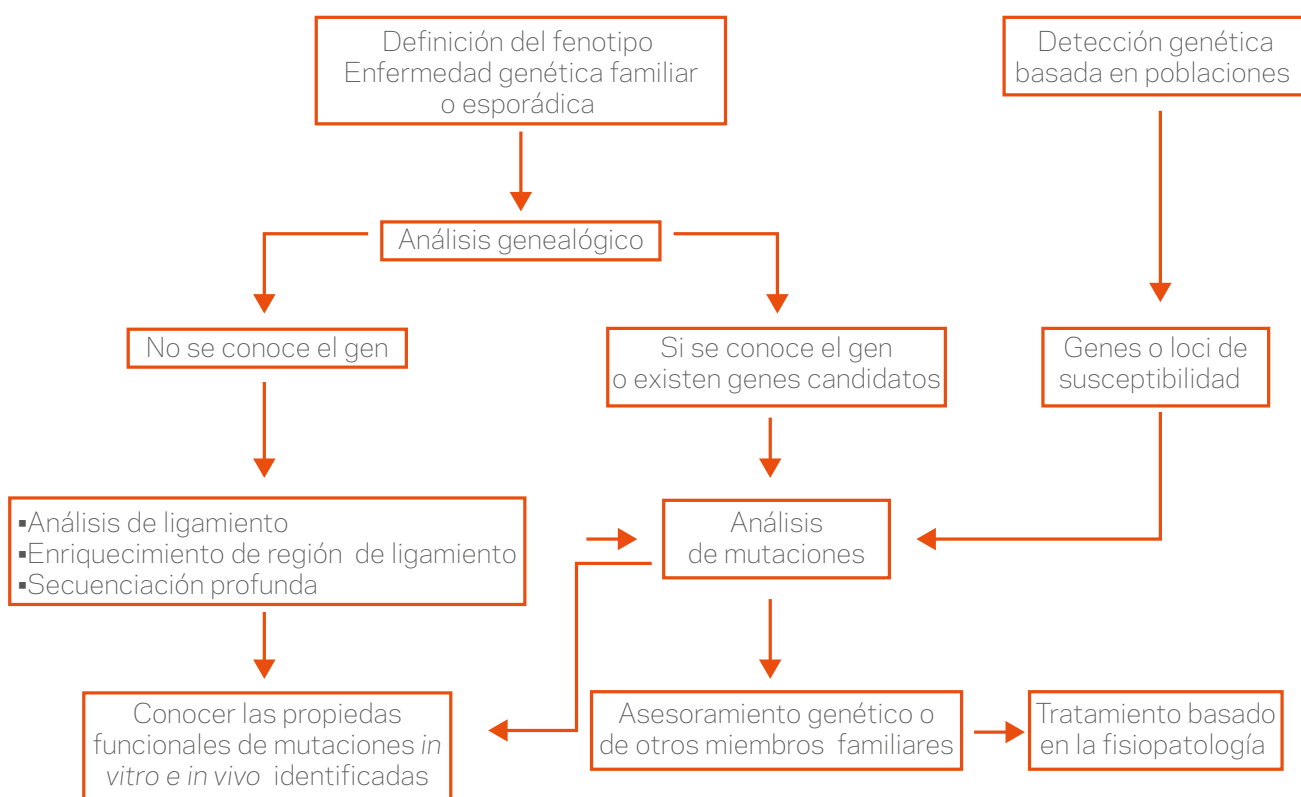 Definición del fenotipo
Enfermedad genética familiar
o esporádica
Detección genética
basada en poblaciones
Análisis genealógico
No se conoce el gen
Si se conoce el gen
o existen genes candidatos
Genes o loci de
susceptibilidad
▪Análisis de ligamiento
▪Enriquecimiento de región de ligamiento
▪Secuenciación profunda
Análisis
de mutaciones
Conocer las propiedas
funcionales de mutaciones in
vitro e in vivo identificadas
Asesoramiento genético o
de otros miembros familiares
Tratamiento basado
en la fisiopatología